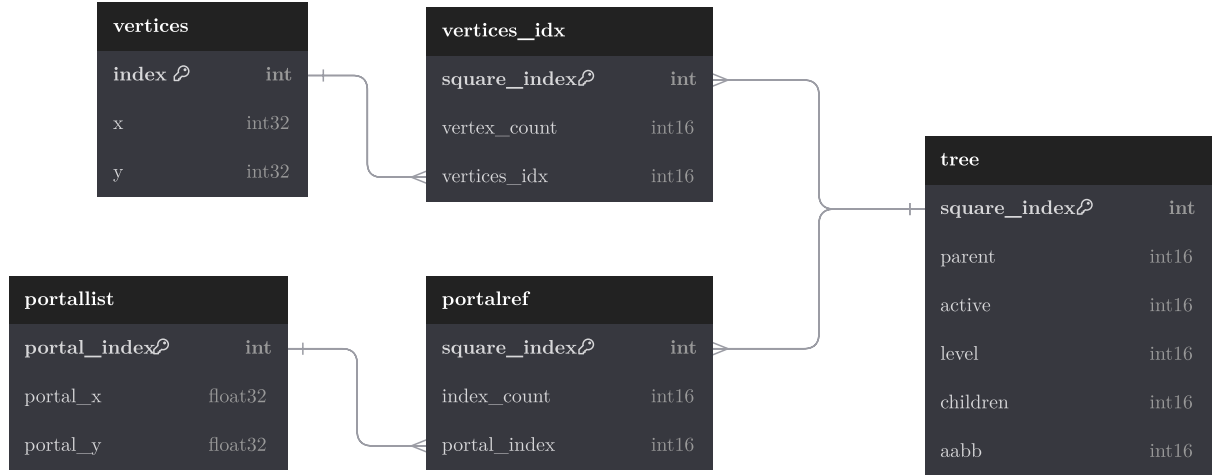 vertices
index int
x int32
y int32
vertices_idx
square_index int
vertex_count int16
vertices_idx int16
portallist
portal_index int
portal_x float32
portal_y float32
portalref
square_index int
index_count int16
portal_index int16
tree
square_index int
parent int16
active int16
level int16
children int16
aabb int16